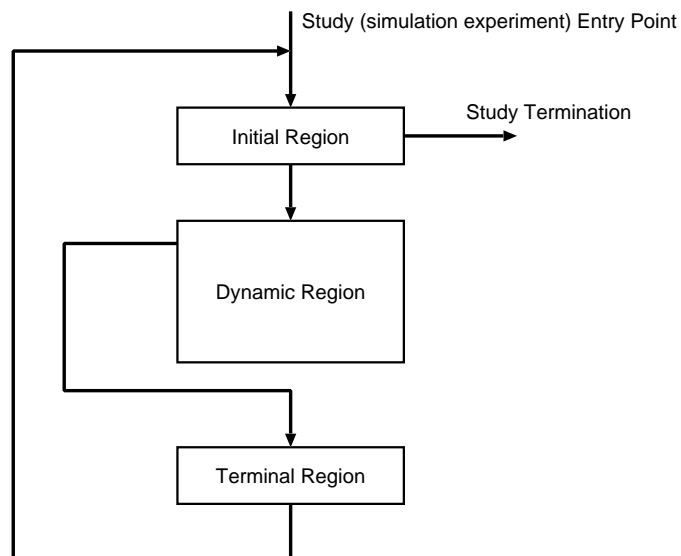 Study (simulation experiment) Entry Point
Study Termination
Initial Region
Dynamic Region
Terminal Region